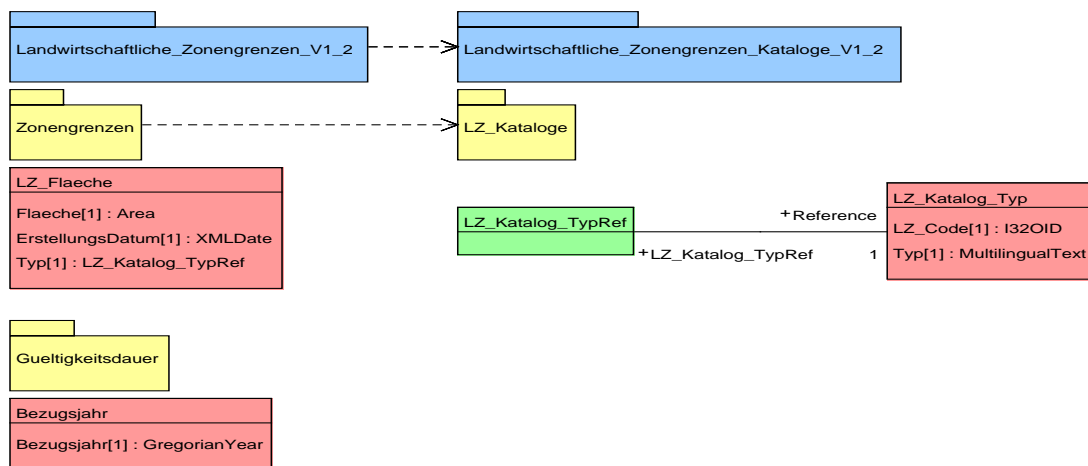 Landwirtschaftliche_Zonengrenzen_V1_2
Landwirtschaftliche_Zonengrenzen_Kataloge_V1_2
Zonengrenzen
LZ_Kataloge
LZ_Flaeche
Flaeche[1] : Area
ErstellungsDatum[1] : XMLDate
Typ[1] : LZ_Katalog_TypRef
LZ_Katalog_TypRef
+Reference
+LZ_Katalog_TypRef
1
LZ_Katalog_Typ
LZ_Code[1] : I32OID
Typ[1] : MultilingualText
Gueltigkeitsdauer
Bezugsjahr
Bezugsjahr[1] : GregorianYear